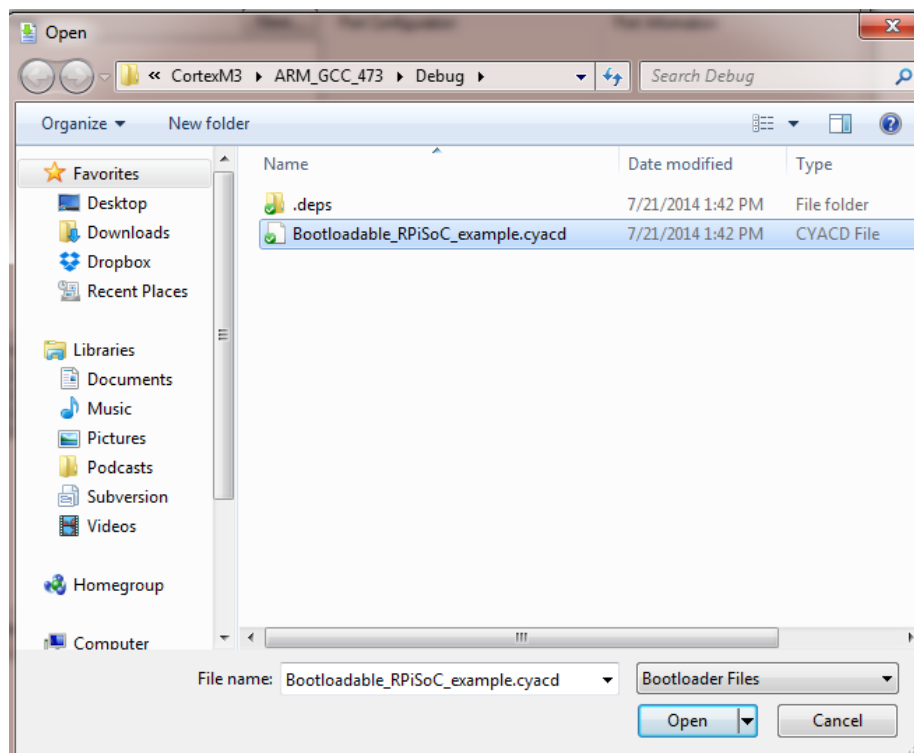 Open
« CortexM3 ▸ ARM_GCC_473 ▸ Debug ▸
Search Debug
Organize
New folder
Name
Date modified
Type
Favorites
Desktop
Downloads
Dropbox
Recent Places
Libraries
Documents
Music
Pictures
Podcasts
Subversion
Videos
Homegroup
Computer
.deps 7/21/2014 1:42 PM File folder
Bootloadable_RPiSoC_example.cyacd 7/21/2014 1:42 PM CYACD File
File name: Bootloadable_RPiSoC_example.cyacd
Bootloader Files
Open
Cancel